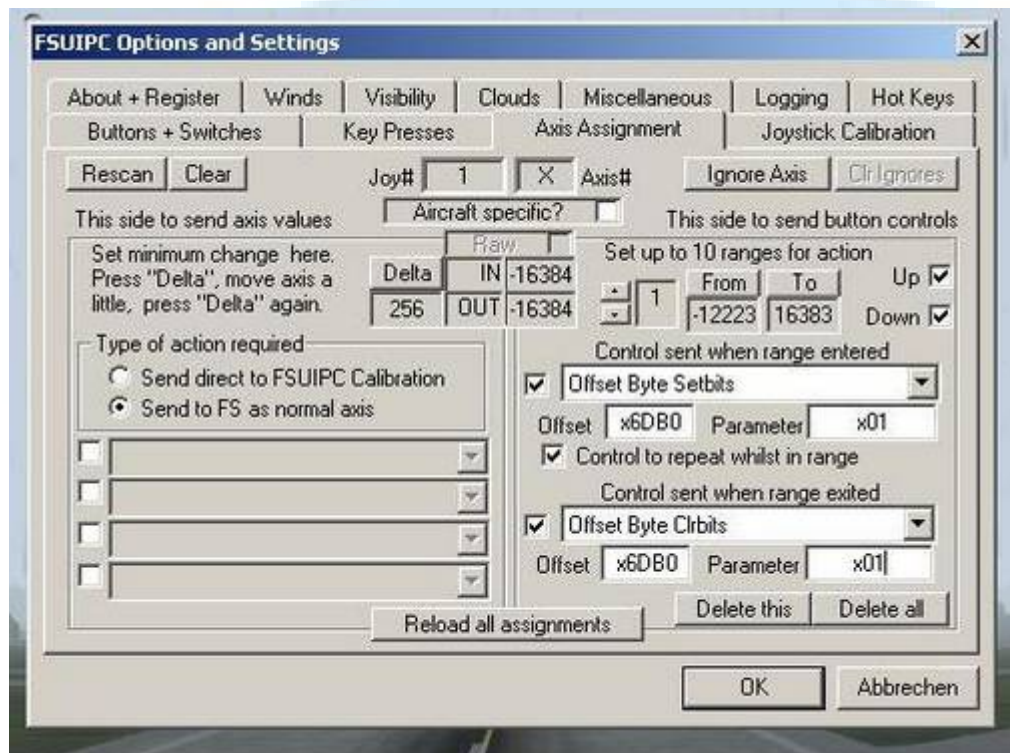 FSUIPC Options and Settings
About + Register Winds Visibility Clouds Miscellaneous Logging Hot Keys
Buttons + Switches Key Presses Axis Assignment Joystick Calibration
Rescan Clear Joy# 1 X Axis# Ignore Axis Clr Ignores
Aircraft specific?
This side to send axis values
This side to send button controls
Set minimum change here.
Press "Delta", move axis a
little, press "Delta" again.
Raw
Delta IN -16384
256 OUT -16384
Type of action required
Send direct to FSUIPC Calibration
Send to FS as normal axis
Set up to 10 ranges for action
1 From To Up
-12223 16383 Down
Control sent when range entered
Offset Byte Setbits
Offset x6DB0 Parameter x01
Control to repeat whilst in range
Control sent when range exited
Offset Byte Clrbits
Offset x6DB0 Parameter x01
Delete this Delete all
Reload all assignments
OK Abbrechen